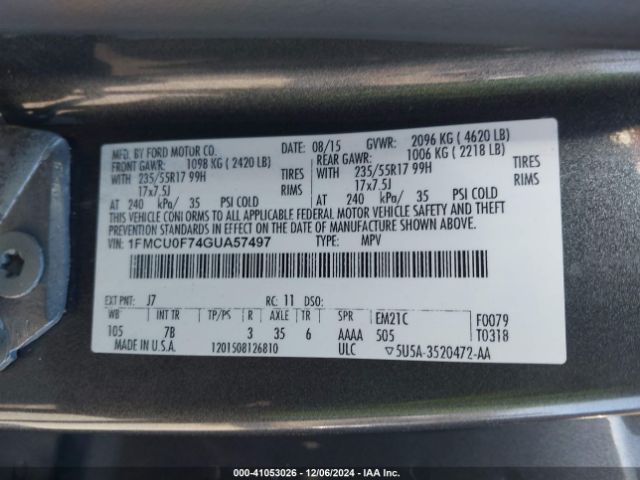 MFD. BY FORD MOTOR CO. DATE: 08/15 GVWR: 2096 KG ( 4620 LB)
FRONT GAWR: 1098 KG ( 2420 LB) REAR GAWR: 1006 KG ( 2218 LB)
WITH 235/55R17 99H TIRES WITH 235/55R17 99H TIRES
17x7.5J RIMS 17x7.5J RIMS
AT 240 kPa/ 35 PSI COLD AT 240 kPa/ 35 PSI COLD
THIS VEHICLE CONFORMS TO ALL APPLICABLE FEDERAL MOTOR VEHICLE SAFETY AND THEFT
PREVENTION STANDARDS IN EFFECT ON THE DATE OF MANUFACTURE SHOWN ABOVE.
VIN: 1FMCU0F74GUA57497 TYPE: MPV
EXT PNT: J7 RC: 11 DSO:
WB INT TR TP/PS R AXLE TR SPR EM21C F0079
105 7B 3 35 6 AAAA 505 T0318
MADE IN U.S.A. 1201508126810 ULC ▽5U5A-3520472-AA
000-41053026 - 12/06/2024 - IAA Inc.